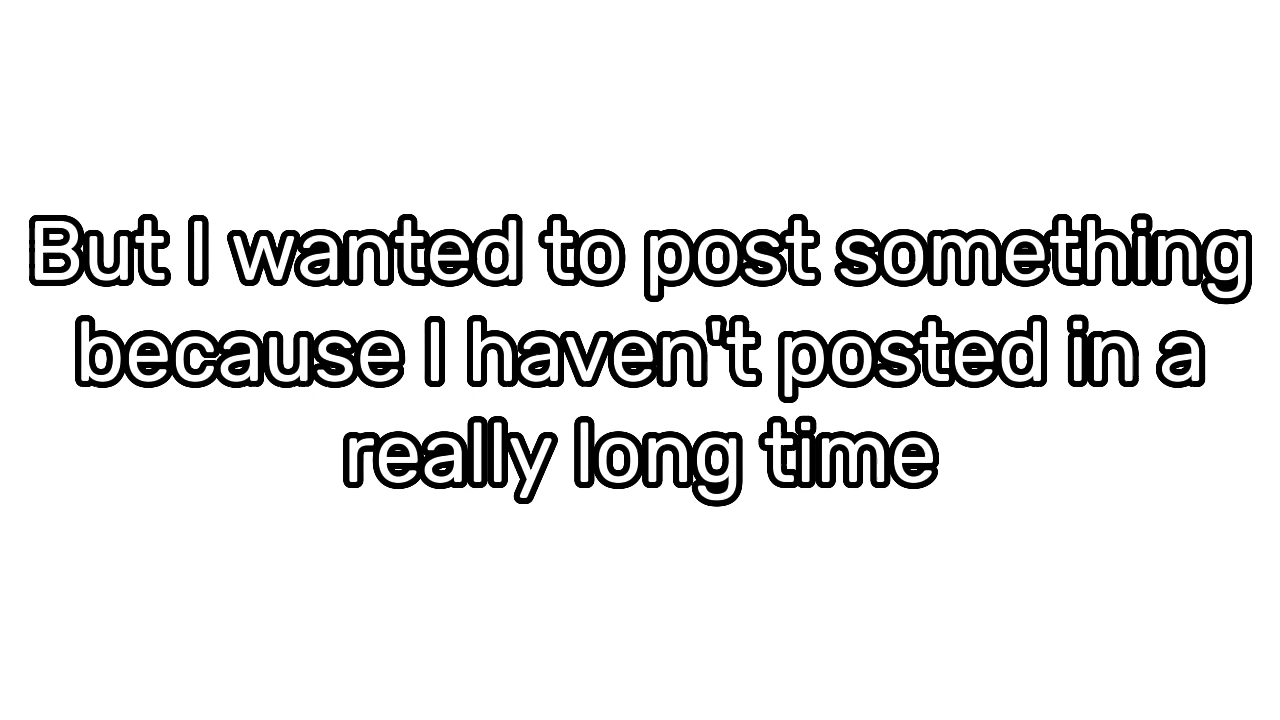 But I wanted to post something
because I haven't posted in a
really long time